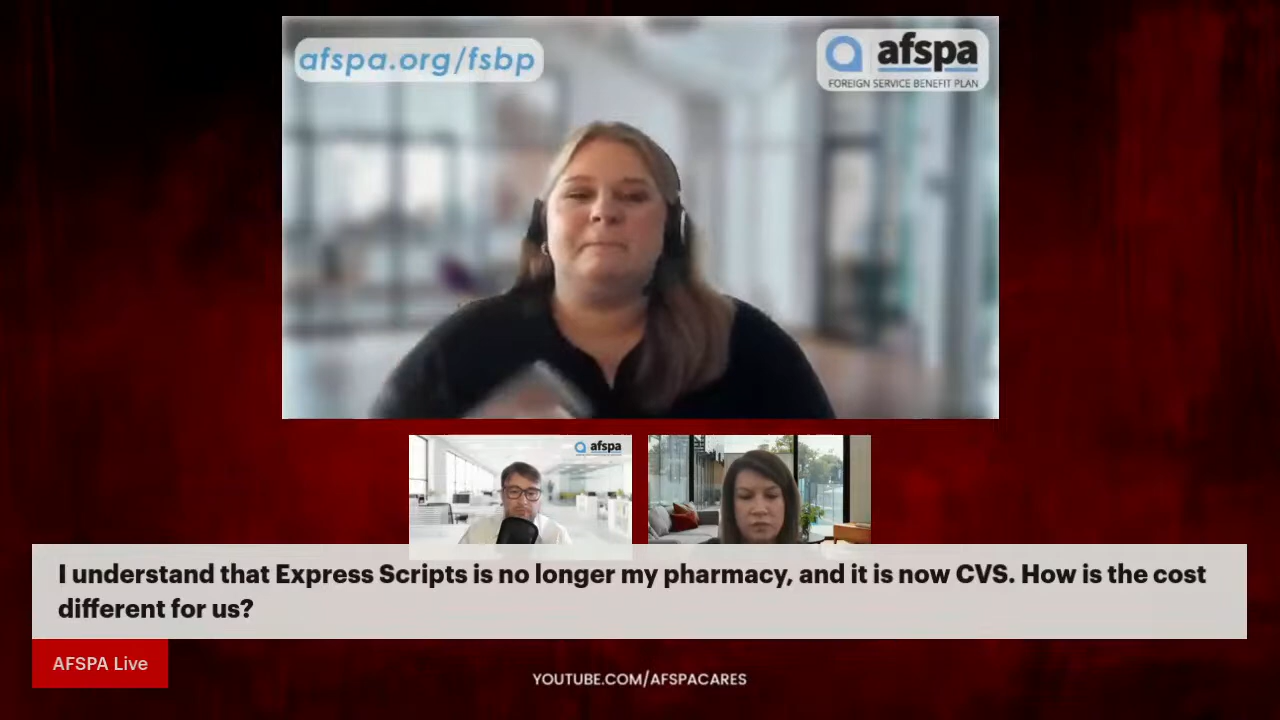 afspa.org/fsbp
afspa
FOREIGN SERVICE BENEFIT PLAN
afspa
I understand that Express Scripts is no longer my pharmacy, and it is now CVS. How is the cost
different for us?
AFSPA Live
YOUTUBE.COM/AFSPACARES